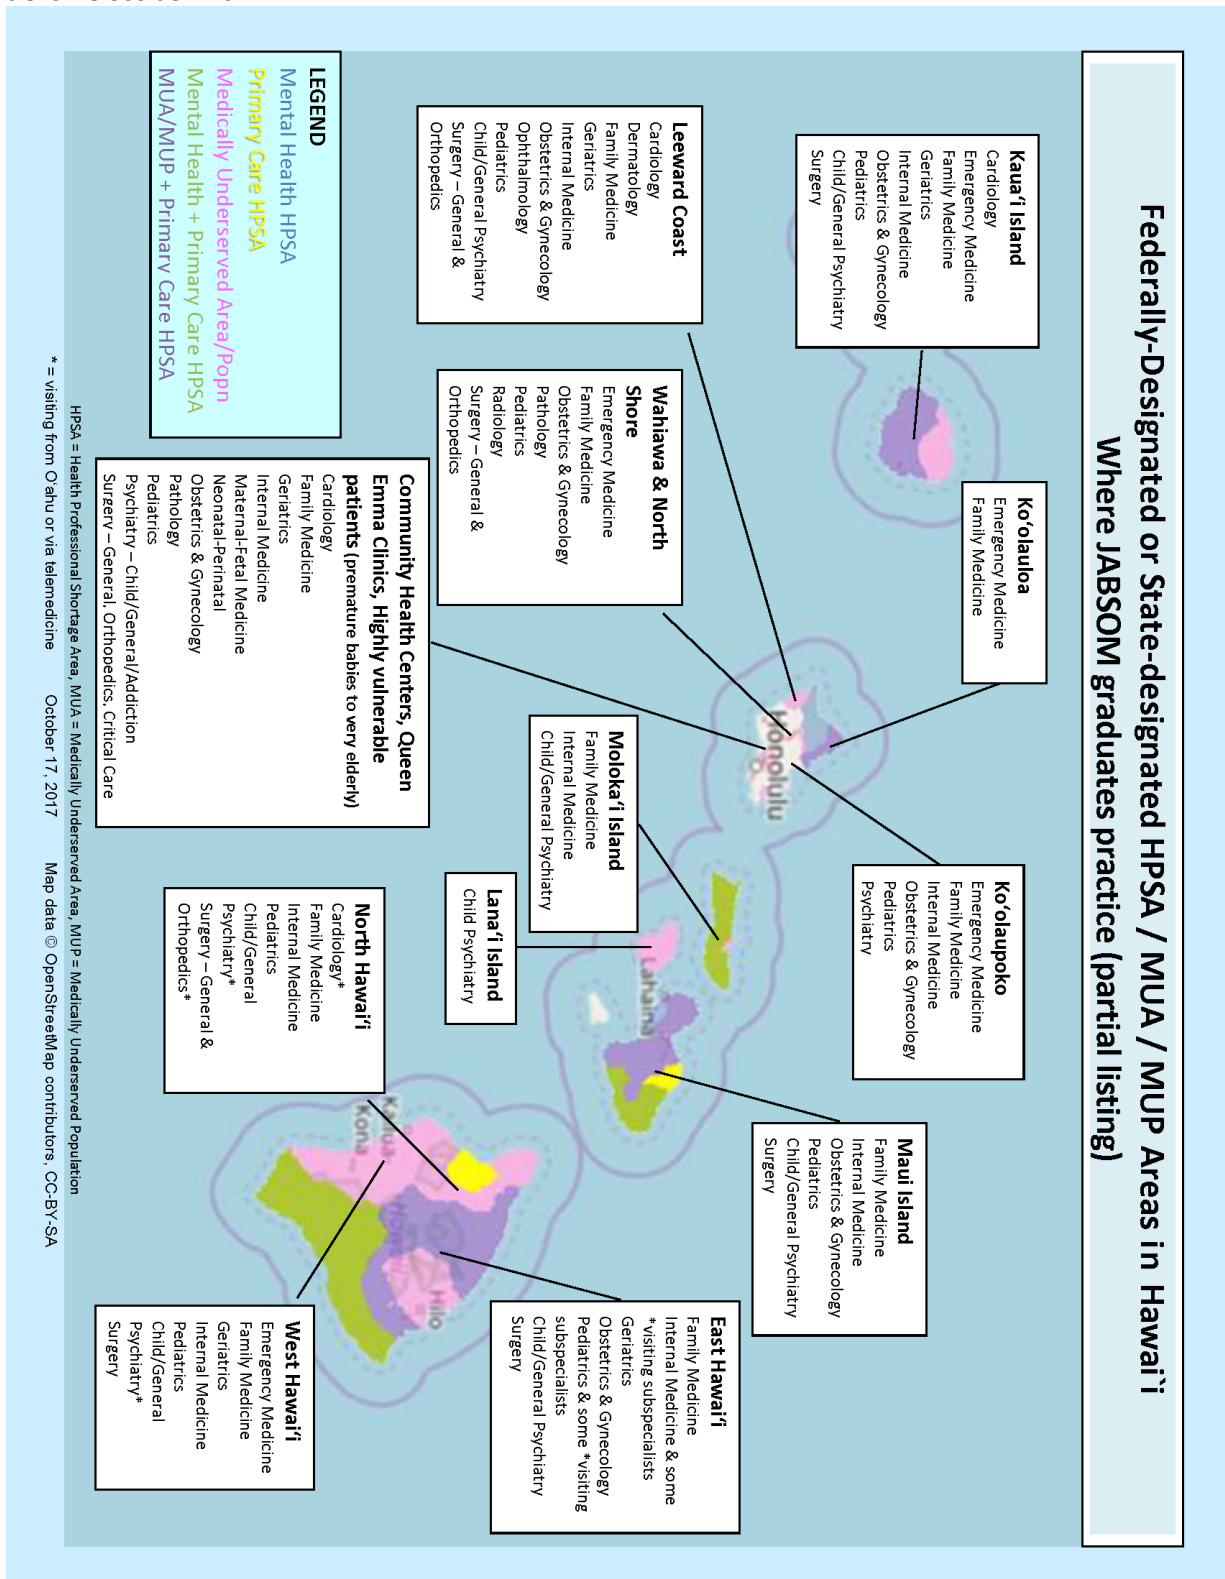 Federally-Designated or State-designated HPSA / MUA / MUP Areas in Hawai`i
Where JABSOM graduates practice (partial listing)
Kaua‘i Island
Cardiology
Emergency Medicine
Family Medicine
Geriatrics
Internal Medicine
Obstetrics & Gynecology
Pediatrics
Child/General Psychiatry
Surgery
Ko‘olauloa
Emergency Medicine
Family Medicine
Ko‘olaupoko
Emergency Medicine
Family Medicine
Internal Medicine
Obstetrics & Gynecology
Pediatrics
Psychiatry
Maui Island
Family Medicine
Internal Medicine
Obstetrics & Gynecology
Pediatrics
Child/General Psychiatry
Surgery
East Hawai‘i
Family Medicine
Internal Medicine & some
*visiting subspecialists
Geriatrics
Obstetrics & Gynecology
Pediatrics & some *visiting
subspecialists
Child/General Psychiatry
Surgery
Leeward Coast
Cardiology
Dermatology
Family Medicine
Geriatrics
Internal Medicine
Obstetrics & Gynecology
Ophthalmology
Pediatrics
Child/General Psychiatry
Surgery – General &
Orthopedics
Wahiawa & North
Shore
Emergency Medicine
Family Medicine
Obstetrics & Gynecology
Pathology
Pediatrics
Radiology
Surgery – General &
Orthopedics
Honolulu
Moloka‘i Island
Family Medicine
Internal Medicine
Child/General Psychiatry
Lana‘i Island
Child Psychiatry
Lahaina
Kailua
Kona
Hilo
LEGEND
Mental Health HPSA
Primary Care HPSA
Medically Underserved Area/Popn
Mental Health + Primary Care HPSA
MUA/MUP + Primary Care HPSA
Community Health Centers, Queen
Emma Clinics, Highly vulnerable
patients (premature babies to very elderly)
Cardiology
Family Medicine
Geriatrics
Internal Medicine
Maternal-Fetal Medicine
Neonatal-Perinatal
Obstetrics & Gynecology
Pathology
Pediatrics
Psychiatry – Child/General/Addiction
Surgery – General, Orthopedics, Critical Care
North Hawai‘i
Cardiology*
Family Medicine
Internal Medicine
Pediatrics
Child/General
Psychiatry*
Surgery – General &
Orthopedics*
West Hawai‘i
Emergency Medicine
Family Medicine
Geriatrics
Internal Medicine
Pediatrics
Child/General
Psychiatry*
Surgery
HPSA = Health Professional Shortage Area, MUA = Medically Underserved Area, MUP = Medically Underserved Population
* = visiting from O‘ahu or via telemedicine October 17, 2017 Map data © OpenStreetMap contributors, CC-BY-SA